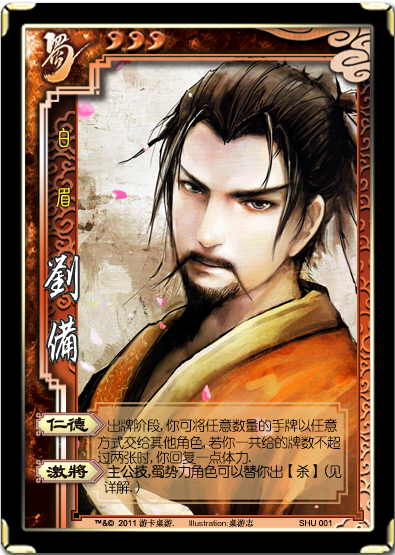 蜀
白眉
劉備
仁德
出牌阶段,你可将任意数量的手牌以任意
方式交给其他角色,若你一共给的牌数不超
过两张时,你回复一点体力.
激將
主公技,蜀势力角色可以替你出【杀】(见
详解.)
™&© 2011 游卡桌游. Illustration:桌游志 SHU 001